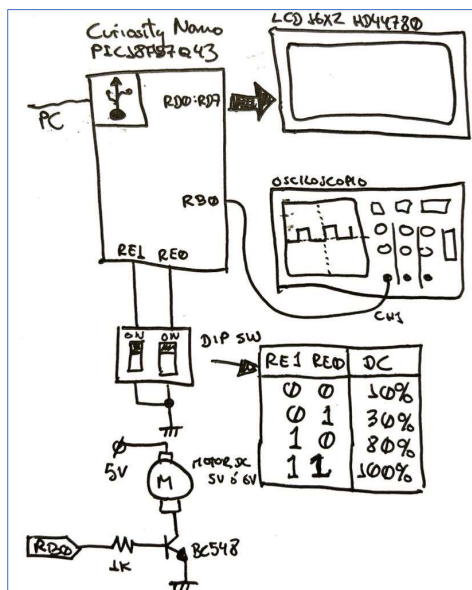 Curiosity Nano
PIC18F57Q43
LCD 16X2 HD44780
RD0:RD7
PC
RB0
OSCILOSCOPIO
RE1 RE0
CH1
ON ON
DIP SW
RE1 RE0 DC
0 0 10%
0 1 30%
1 0 80%
1 1 100%
5V
M
MOTOR DC
5V ó 6V
RB0
1K
BC548